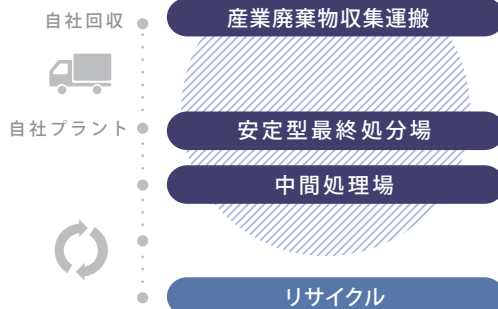 自社回収
産業廃棄物収集運搬
自社プラント
安定型最終処分場
中間処理場
リサイクル